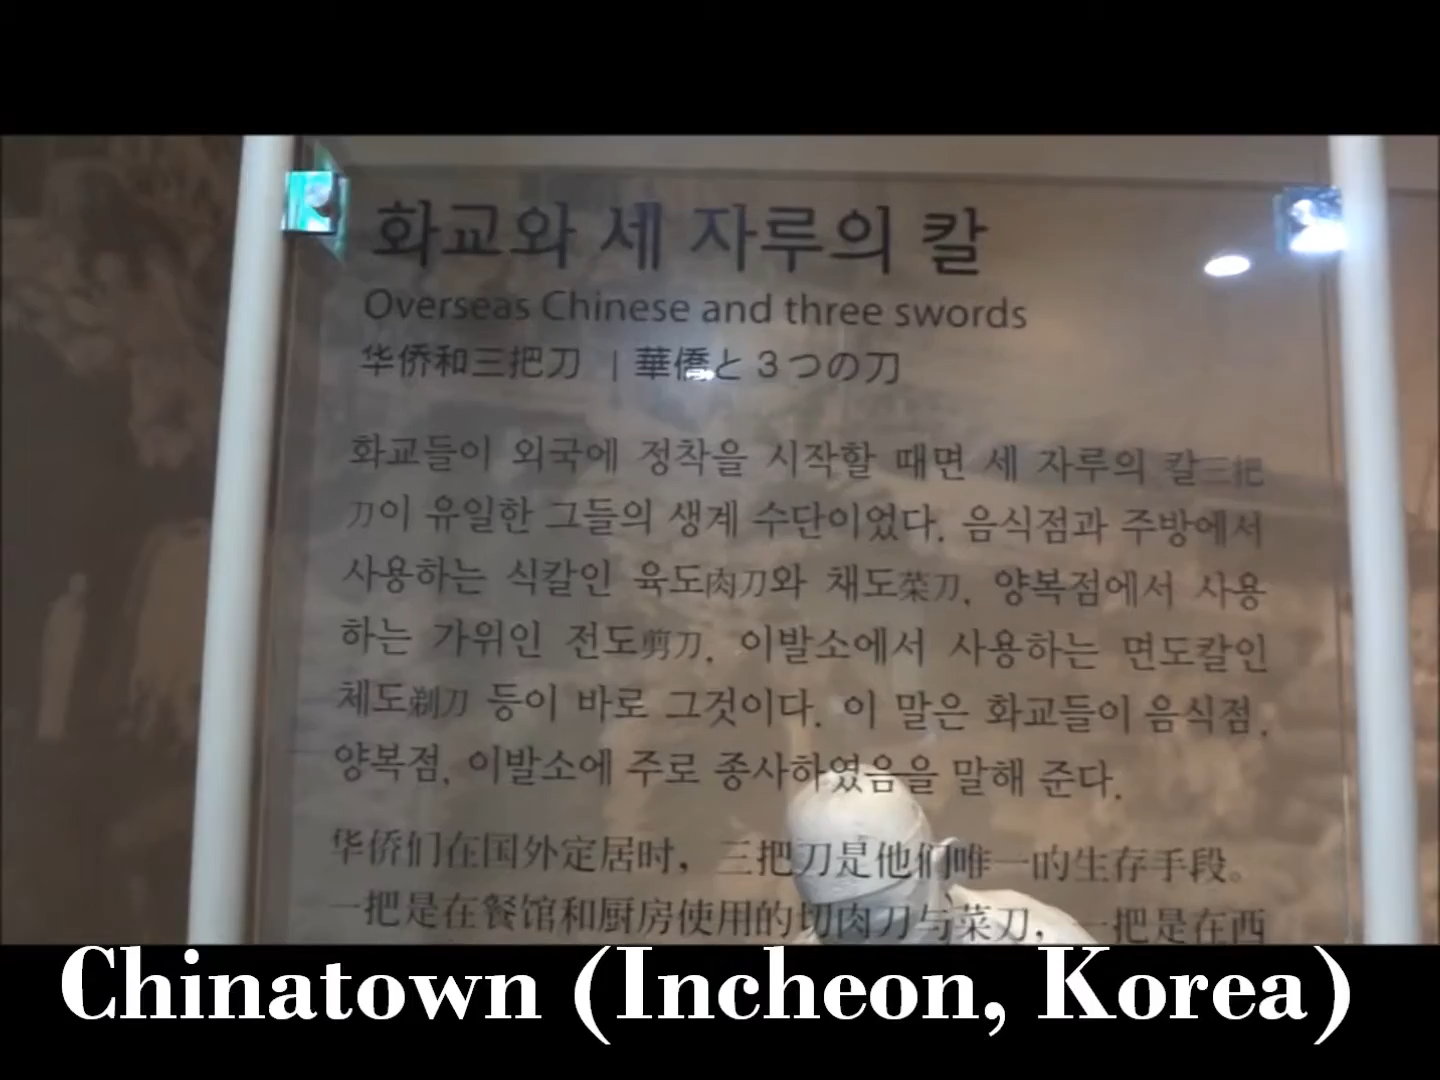 화교와 세 자루의 칼
Overseas Chinese and three swords
华侨和三把刀 | 華僑と3つの刀
화교들이 외국에 정착을 시작할 때면 세 자루의 칼三把
刀이 유일한 그들의 생계 수단이었다. 음식점과 주방에서
사용하는 식칼인 육도肉刀와 채도菜刀, 양복점에서 사용
하는 가위인 전도剪刀, 이발소에서 사용하는 면도칼인
체도剃刀 등이 바로 그것이다. 이 말은 화교들이 음식점,
양복점, 이발소에 주로 종사하였음을 말해 준다.
华侨们在国外定居时，三把刀是他们唯一的生存手段。
一把是在餐馆和厨房使用的切肉刀与菜刀，一把是在西
Chinatown (Incheon, Korea)